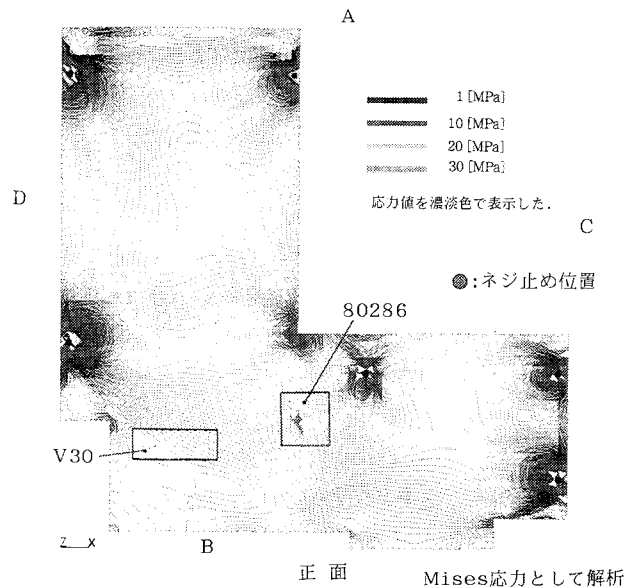 A
1 [MPa]
10 [MPa]
20 [MPa]
30 [MPa]
応力値を濃淡色で表示した.
D
C
●:ネジ止め位置
80286
V30
Z X
B
正 面
Mises応力として解析